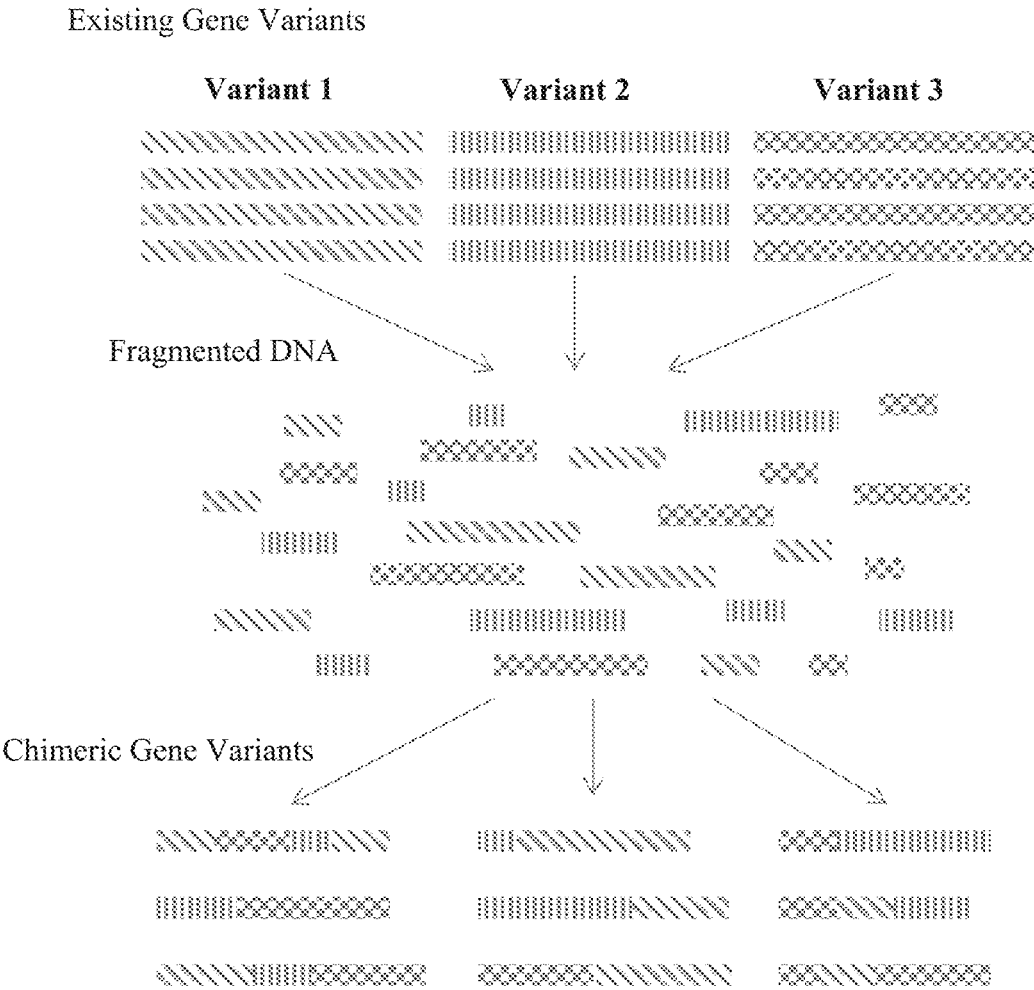 Existing Gene Variants
Variant 1 Variant 2 Variant 3
Fragmented DNA
Chimeric Gene Variants